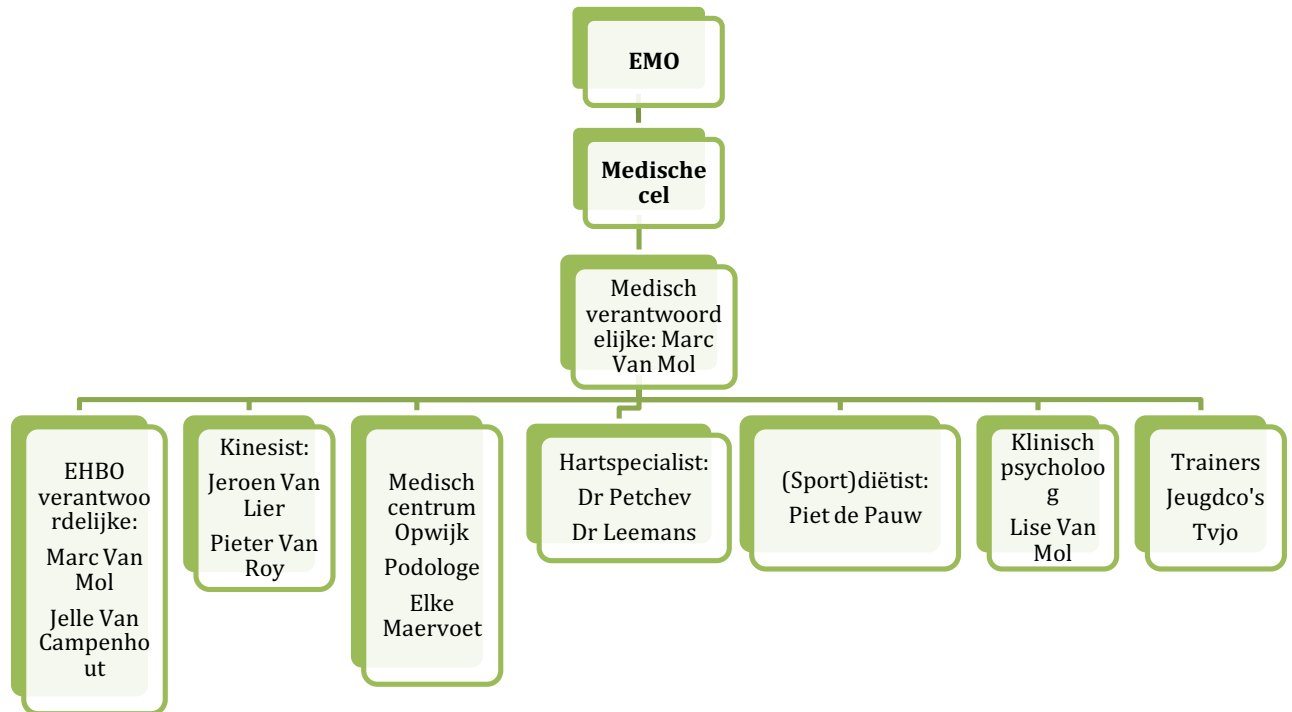 EMO
Medische
cel
Medisch
verantwoord
elijke: Marc
Van Mol
EHBO
verantwoo
rdelijke:
Marc Van
Mol
Jelle Van
Campenho
ut
Kinesist:
Jeroen Van
Lier
Pieter Van
Roy
Medisch
centrum
Opwijk
Podologe
Elke
Maervoet
Hartspecialist:
Dr Petchev
Dr Leemans
(Sport)diëtist:
Piet de Pauw
Klinisch
psycholoo
g
Lise Van
Mol
Trainers
Jeugdco's
Tvjo